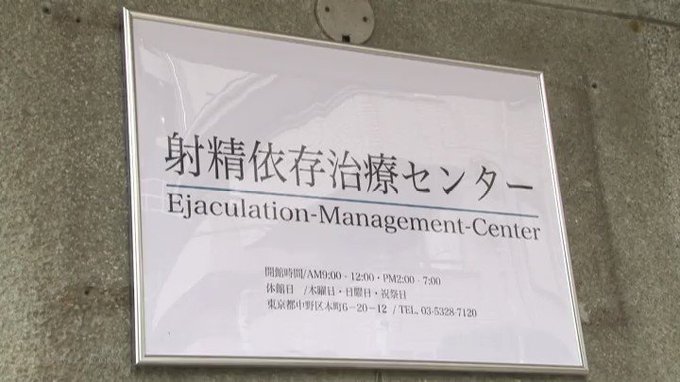 射精依存治療センター
Ejaculation-Management-Center
開館時間/AM9:00 - 12:00・PM2:00 - 7:00
休館日 /木曜日・日曜日・祝祭日
東京都中野区本町6－20－12 / TEL. 03-5328-7120